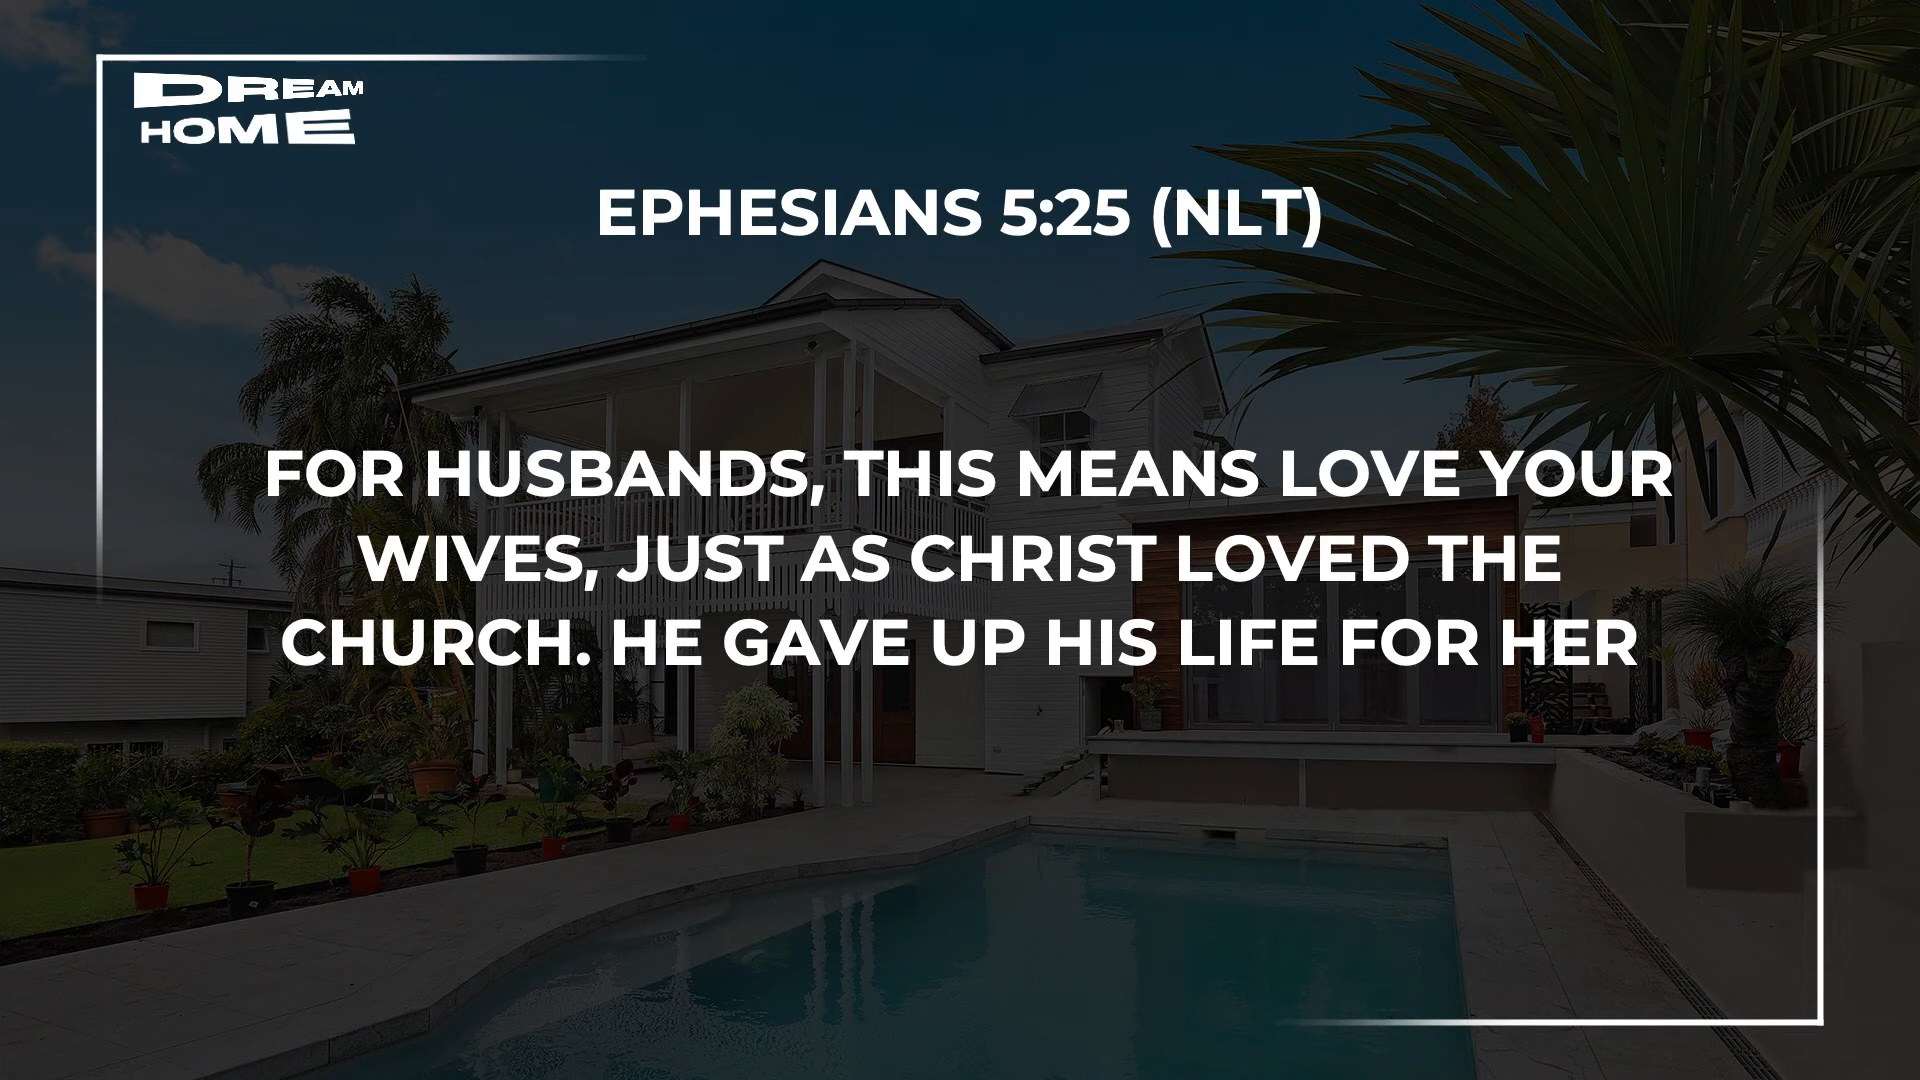 DREAM
HOME
EPHESIANS 5:25 (NLT)
FOR HUSBANDS, THIS MEANS LOVE YOUR
WIVES, JUST AS CHRIST LOVED THE
CHURCH. HE GAVE UP HIS LIFE FOR HER